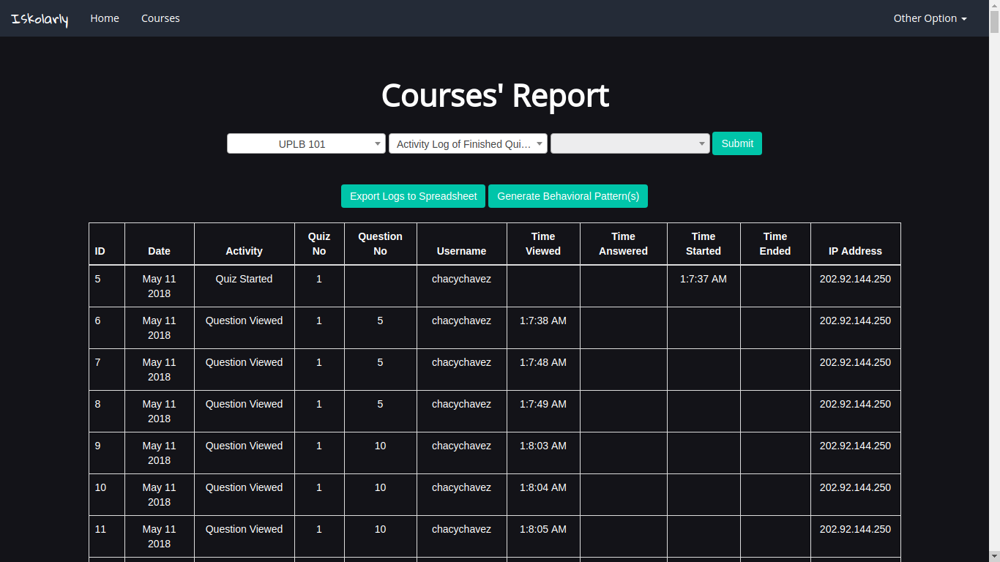 Iskolarly Home Courses Other Option
Courses' Report
UPLB 101 Activity Log of Finished Qui... Submit
Export Logs to Spreadsheet Generate Behavioral Pattern(s)
ID Date Activity Quiz No Question No Username Time Viewed Time Answered Time Started Time Ended IP Address
5 May 11 2018 Quiz Started 1 chacychavez 1:7:37 AM 202.92.144.250
6 May 11 2018 Question Viewed 1 5 chacychavez 1:7:38 AM 202.92.144.250
7 May 11 2018 Question Viewed 1 5 chacychavez 1:7:48 AM 202.92.144.250
8 May 11 2018 Question Viewed 1 5 chacychavez 1:7:49 AM 202.92.144.250
9 May 11 2018 Question Viewed 1 10 chacychavez 1:8:03 AM 202.92.144.250
10 May 11 2018 Question Viewed 1 10 chacychavez 1:8:04 AM 202.92.144.250
11 May 11 2018 Question Viewed 1 10 chacychavez 1:8:05 AM 202.92.144.250